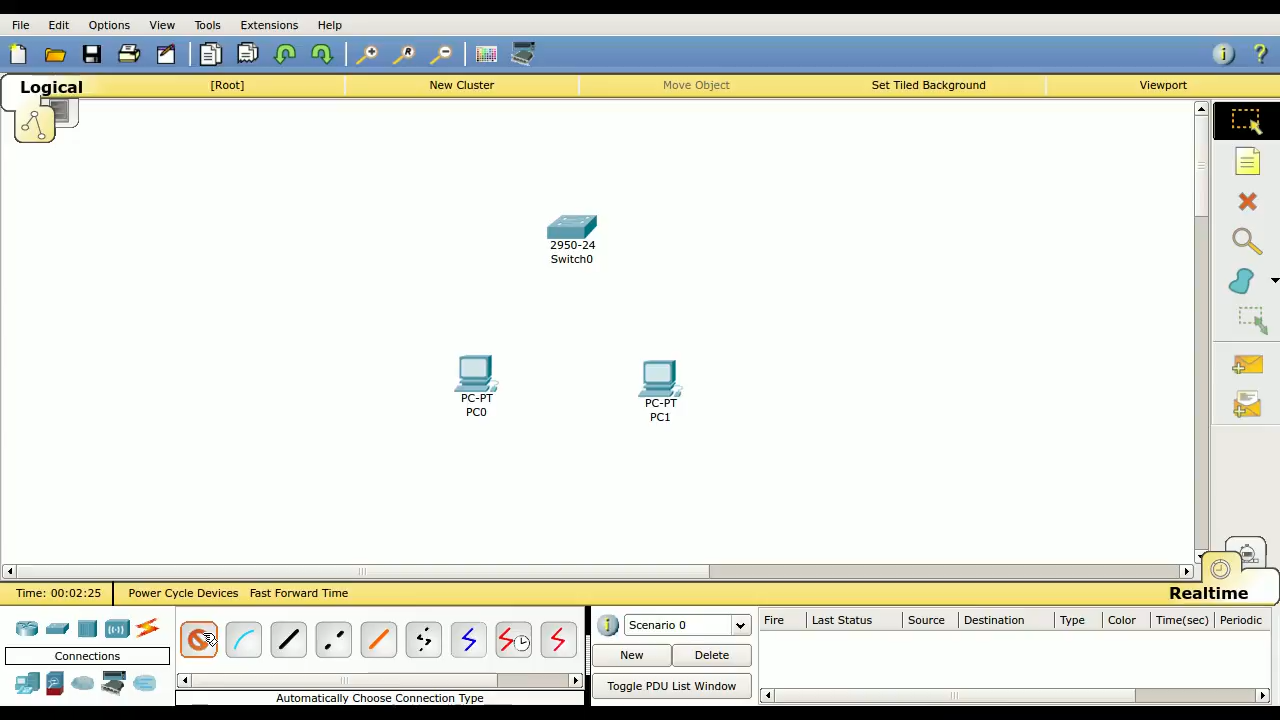 File Edit Options View Tools Extensions Help
Logical [Root] New Cluster Move Object Set Tiled Background Viewport
2950-24
Switch0
PC-PT
PC0
PC-PT
PC1
Time: 00:02:25 Power Cycle Devices Fast Forward Time Realtime
Connections
Automatically Choose Connection Type
Scenario 0
New Delete
Toggle PDU List Window
Fire Last Status Source Destination Type Color Time(sec) Periodic